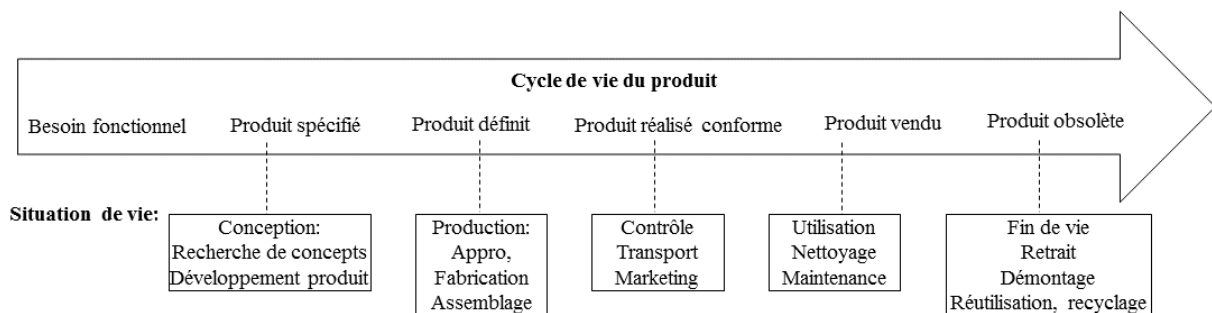 Cycle de vie du produit
Besoin fonctionnel Produit spécifié Produit définit Produit réalisé conforme Produit vendu Produit obsolète
Situation de vie:
Conception:
Recherche de concepts
Développement produit
Production:
Appro,
Fabrication
Assemblage
Contrôle
Transport
Marketing
Utilisation
Nettoyage
Maintenance
Fin de vie
Retrait
Démontage
Réutilisation, recyclage